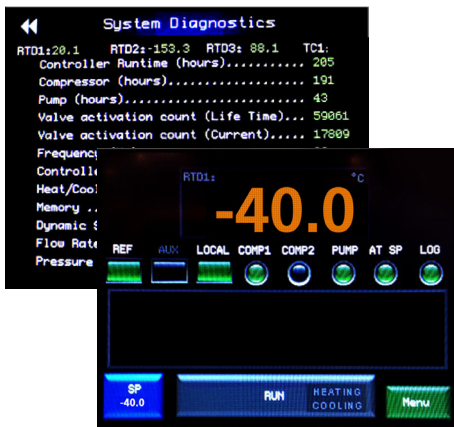 System Diagnostics
RTD1:20.1 RTD2:-153.3 RTD3: 88.1 TC1:
Controller Runtime (hours)........... 205
Compressor (hours).................... 191
Pump (hours).......................... 43
Valve activation count (Life Time)... 59061
Valve activation count (Current)..... 17809
Frequency
Heat/Cool
Memory ..
Dynamic
Flow Rate
Pressure
RTD1: °C
-40.0
REF AUX LOCAL COMP1 COMP2 PUMP AT SP LOG
SP
-40.0
RUN
HEATING
COOLING
Menu